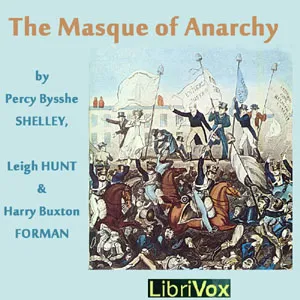 The Masque of Anarchy
by
Percy Bysshe
SHELLEY,
Leigh HUNT
&
Harry Buxton
FORMAN
LibriVox